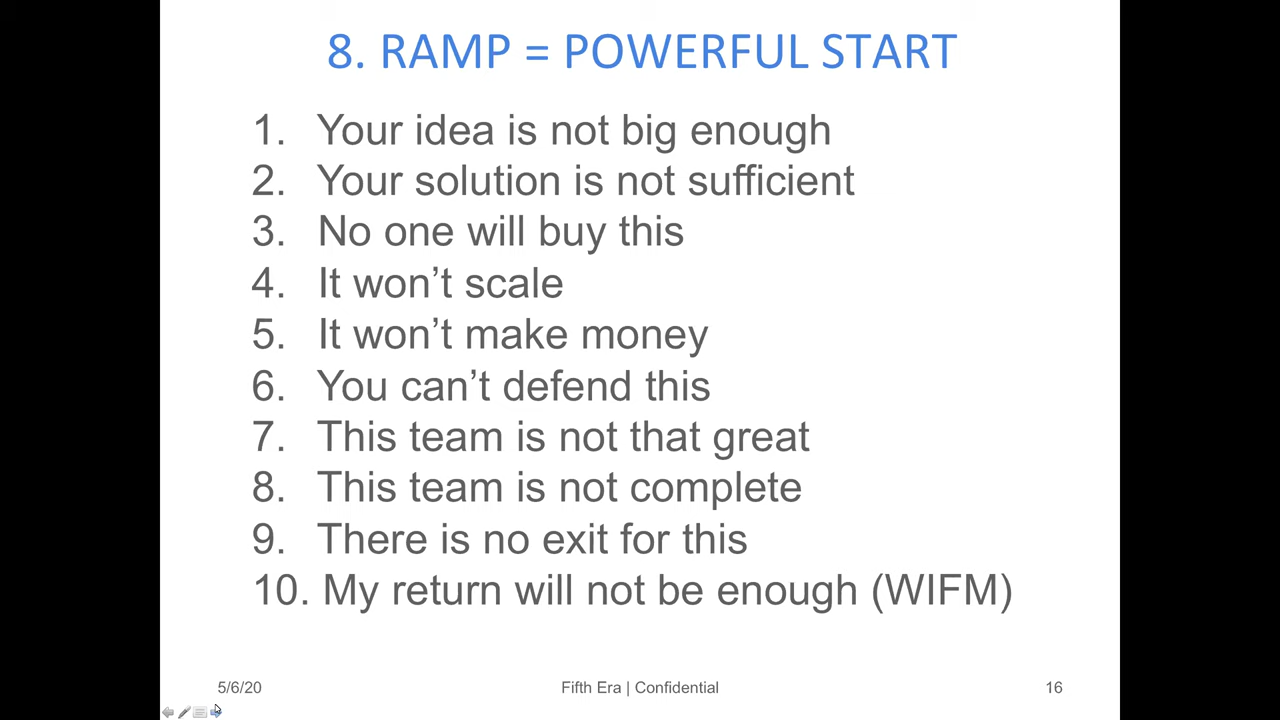 8. RAMP = POWERFUL START
1. Your idea is not big enough
2. Your solution is not sufficient
3. No one will buy this
4. It won’t scale
5. It won’t make money
6. You can’t defend this
7. This team is not that great
8. This team is not complete
9. There is no exit for this
10. My return will not be enough (WIFM)
5/6/20 Fifth Era | Confidential 16